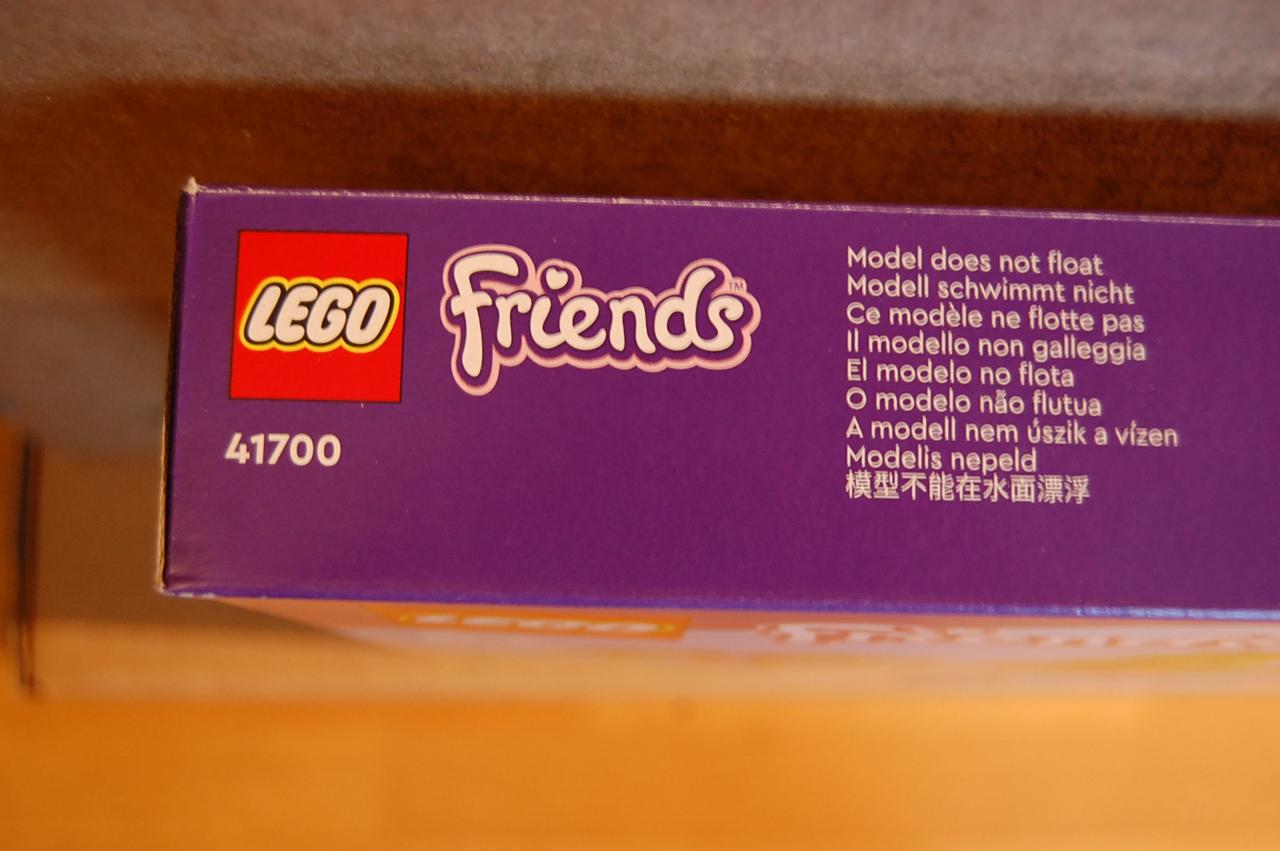 LEGO
Friends™
41700
Model does not float
Modell schwimmt nicht
Ce modèle ne flotte pas
Il modello non galleggia
El modelo no flota
O modelo não flutua
A modell nem úszik a vízen
Modelis nepeld
模型不能在水面漂浮
LEGO
Friends